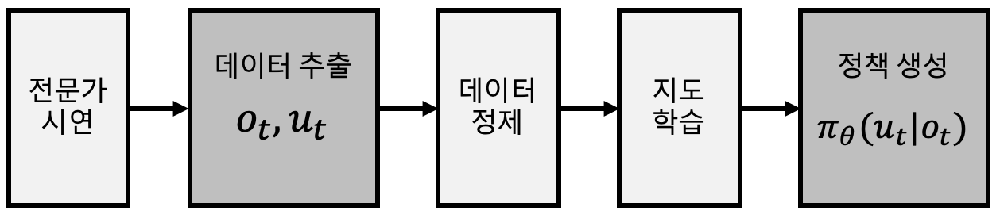 전문가
시연
데이터 추출
o_t, u_t
데이터
정제
지도
학습
정책 생성
π_θ(u_t|o_t)